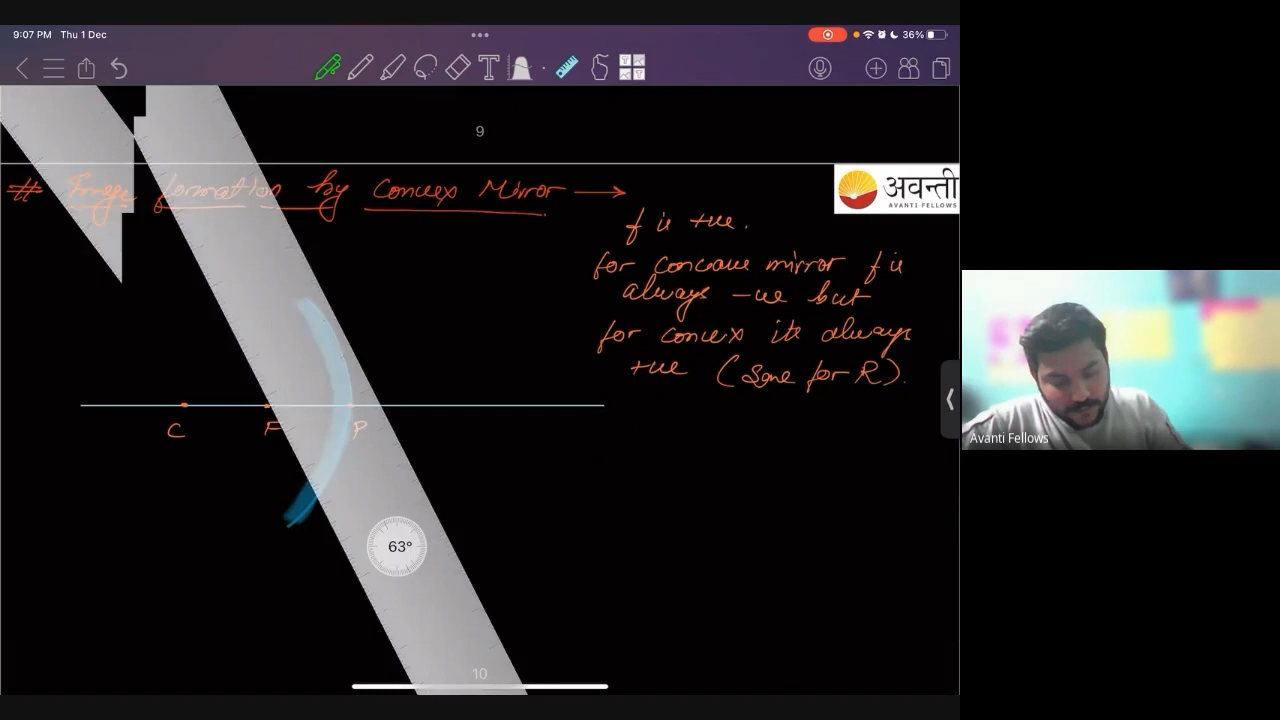 9:07 PM Thu 1 Dec
36%
T
9
# Image formation by Convex Mirror →
अवन्ती
AVANTI FELLOWS
f is +ve.
for concave mirror f is
always -ve but
for convex its always
+ve (Same for R).
C F P
Avanti Fellows
63°
10